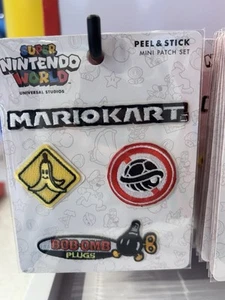 SUPER
NINTENDO
WORLD
UNIVERSAL STUDIOS
PEEL & STICK
MINI PATCH SET
MARIOKART
BOB-OMB
PLUGS